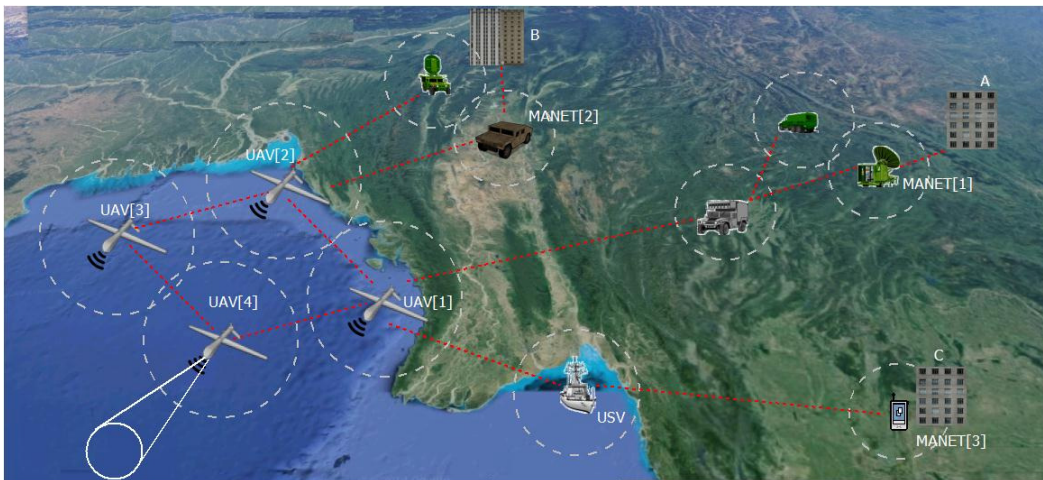 B
A
MANET[2]
UAV[2]
MANET[1]
UAV[3]
UAV[4]
UAV[1]
C
USV
MANET[3]